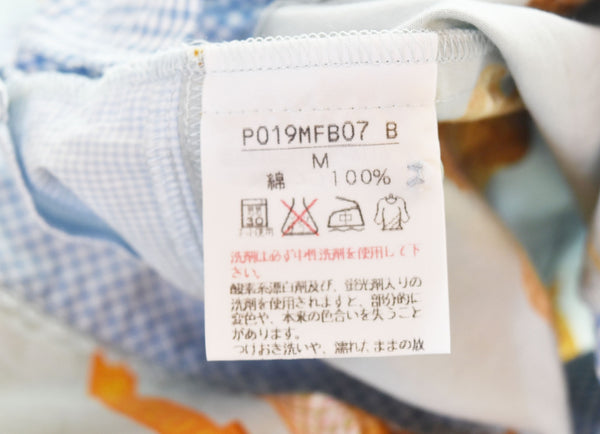 P019MFB07 B
M
綿 100%
30
洗剤は必ず中性洗剤を使用して下
さい。
酸素系漂白剤及び、蛍光剤入りの
洗剤を使用されますと、部分的に
変色や、本来の色合いを失うこと
があります。
つけおき洗いや、濡れたままの放